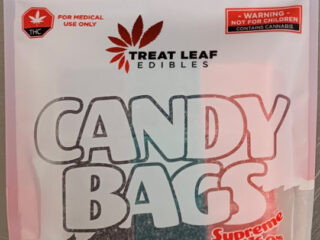 FOR MEDICAL
USE ONLY
THC
- WARNING -
NOT FOR CHILDREN
CONTAINS CANNABIS
TREAT LEAF
EDIBLES
CANDY
BAGS
Supreme